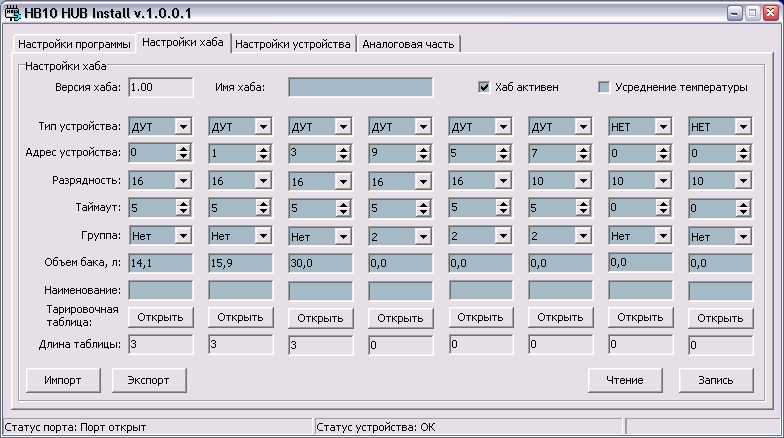 HB10 HUB Install v.1.0.0.1
Настройки программы Настройки хаба Настройки устройства Аналоговая часть
Настройки хаба
Версия хаба: 1.00 Имя хаба: Хаб активен Усреднение температуры
Тип устройства: ДУТ ДУТ ДУТ ДУТ ДУТ ДУТ НЕТ НЕТ
Адрес устройства: 0 1 3 9 5 7 0 0
Разрядность: 16 16 16 16 16 10 10 10
Таймаут: 5 5 5 5 5 5 0 0
Группа: Нет Нет Нет 2 2 2 Нет Нет
Объем бака, л: 14,1 15,9 30,0 0,0 0,0 0,0 0,0 0,0
Наименование:
Тарировочная
таблица: Открыть Открыть Открыть Открыть Открыть Открыть Открыть Открыть
Длина таблицы: 3 3 3 0 0 0 0 0
Импорт Экспорт Чтение Запись
Статус порта: Порт открыт Статус устройства: OK